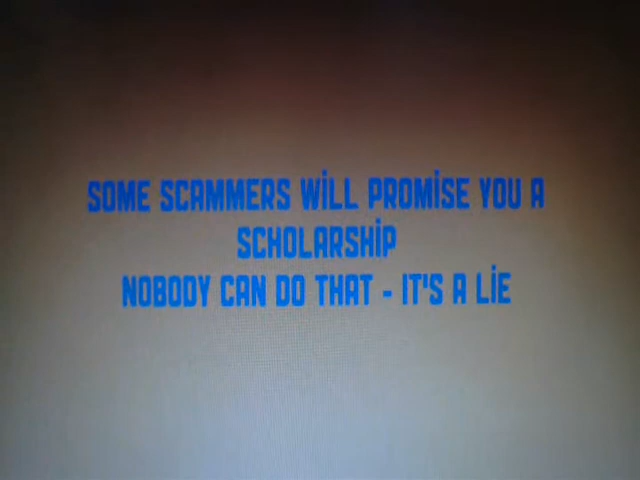 SOME SCAMMERS WILL PROMISE YOU A
SCHOLARSHIP
NOBODY CAN DO THAT - IT'S A LIE